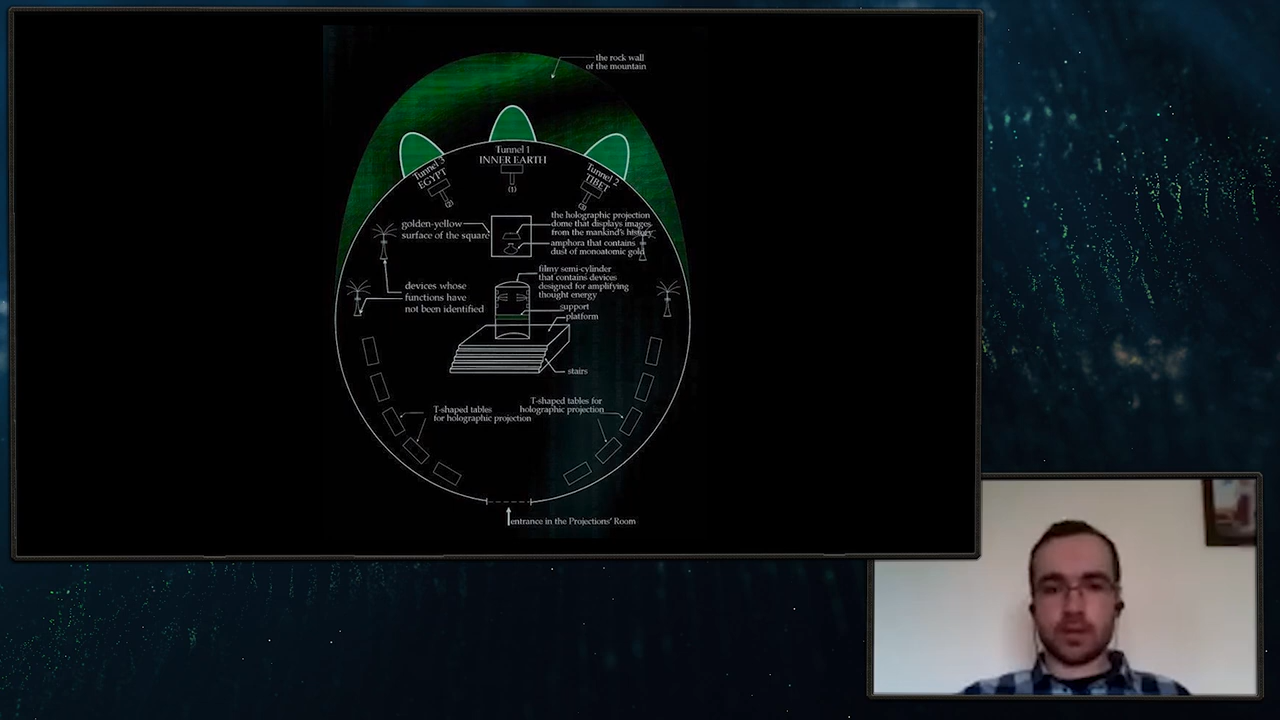 the rock wall
of the mountain
Tunnel 1
INNER EARTH
(1)
Tunnel 3
EGYPT
Tunnel 2
TIBET
golden-yellow
surface of the square
the holographic projection
dome that displays images
from the mankind's history
amphora that contains
dust of monoatomic gold
filmy semi-cylinder
that contains devices
designed for amplifying
thought energy
devices whose
functions have
not been identified
support
platform
stairs
T-shaped tables
for holographic projection
T-shaped tables for
holographic projection
entrance in the Projections' Room